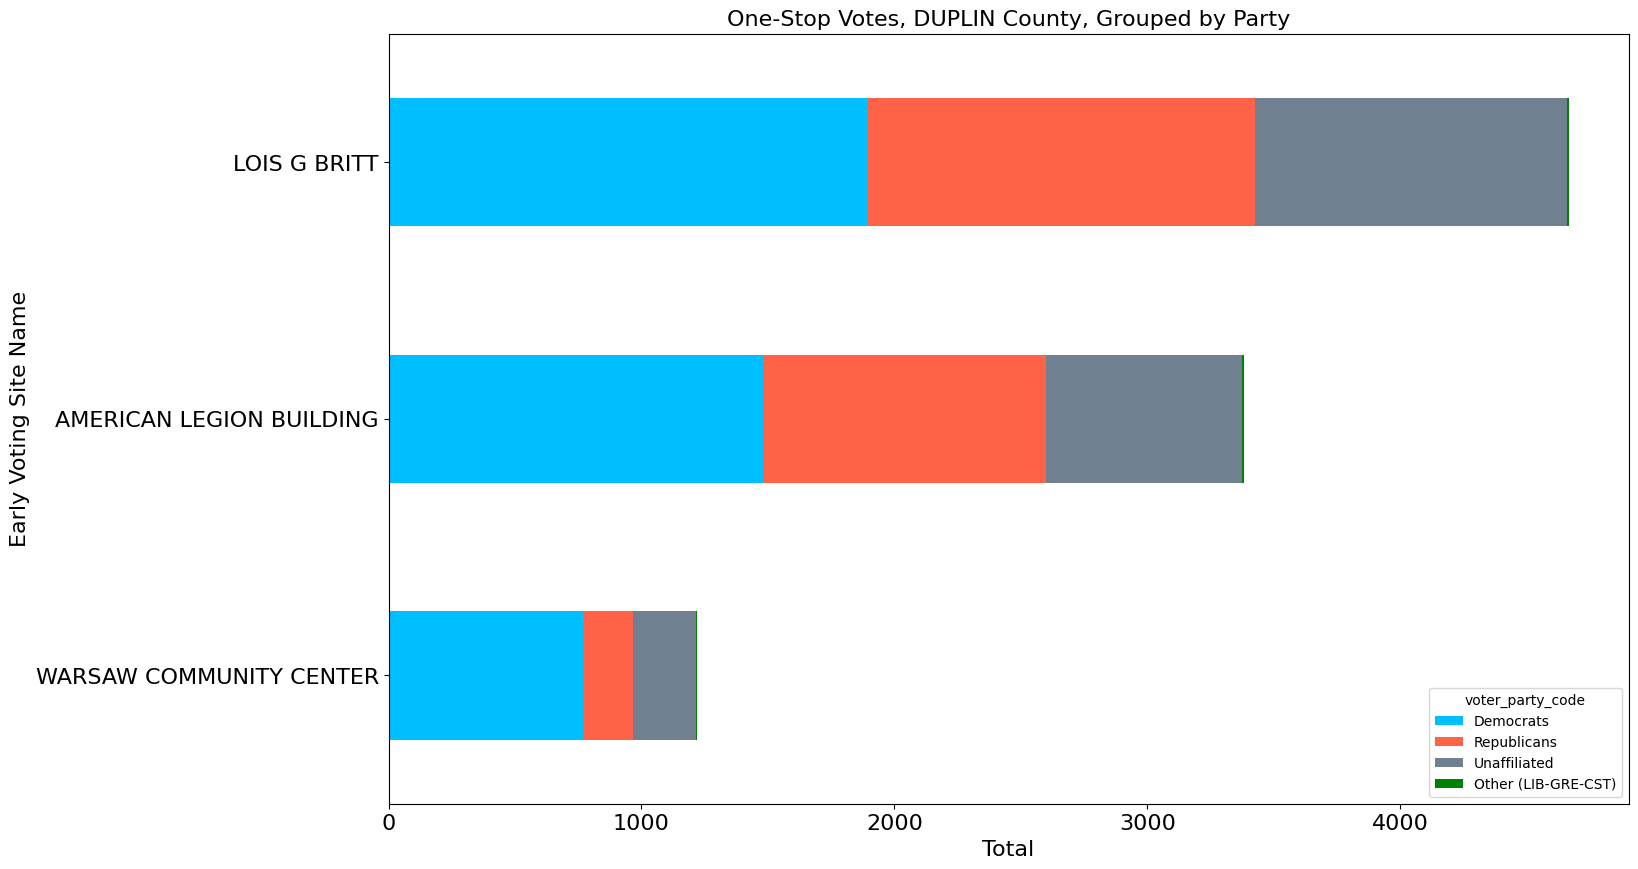 One-Stop Votes, DUPLIN County, Grouped by Party
Early Voting Site Name
LOIS G BRITT
AMERICAN LEGION BUILDING
WARSAW COMMUNITY CENTER
voter_party_code
Democrats
Republicans
Unaffiliated
Other (LIB-GRE-CST)
0 1000 2000 3000 4000
Total